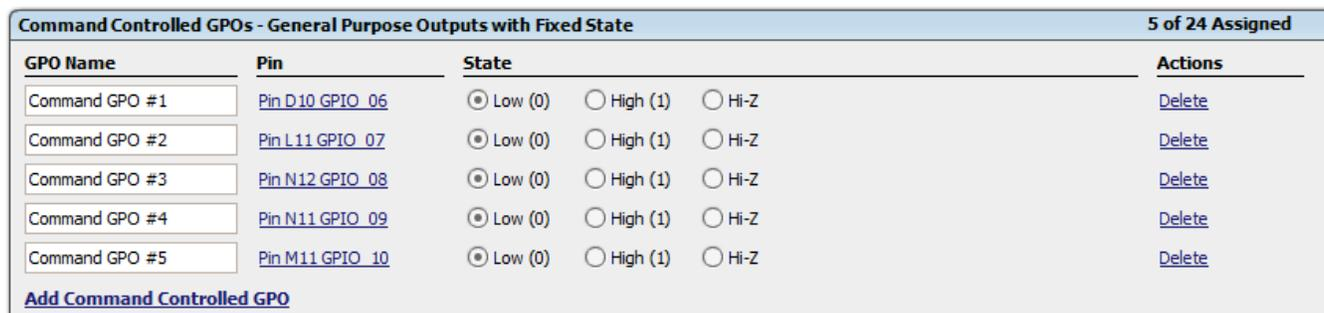 Command Controlled GPOs - General Purpose Outputs with Fixed State 5 of 24 Assigned
GPO Name Pin State Actions
Command GPO #1 Pin D10 GPIO_06 Low (0) High (1) Hi-Z Delete
Command GPO #2 Pin L11 GPIO_07 Low (0) High (1) Hi-Z Delete
Command GPO #3 Pin N12 GPIO_08 Low (0) High (1) Hi-Z Delete
Command GPO #4 Pin N11 GPIO_09 Low (0) High (1) Hi-Z Delete
Command GPO #5 Pin M11 GPIO_10 Low (0) High (1) Hi-Z Delete
Add Command Controlled GPO